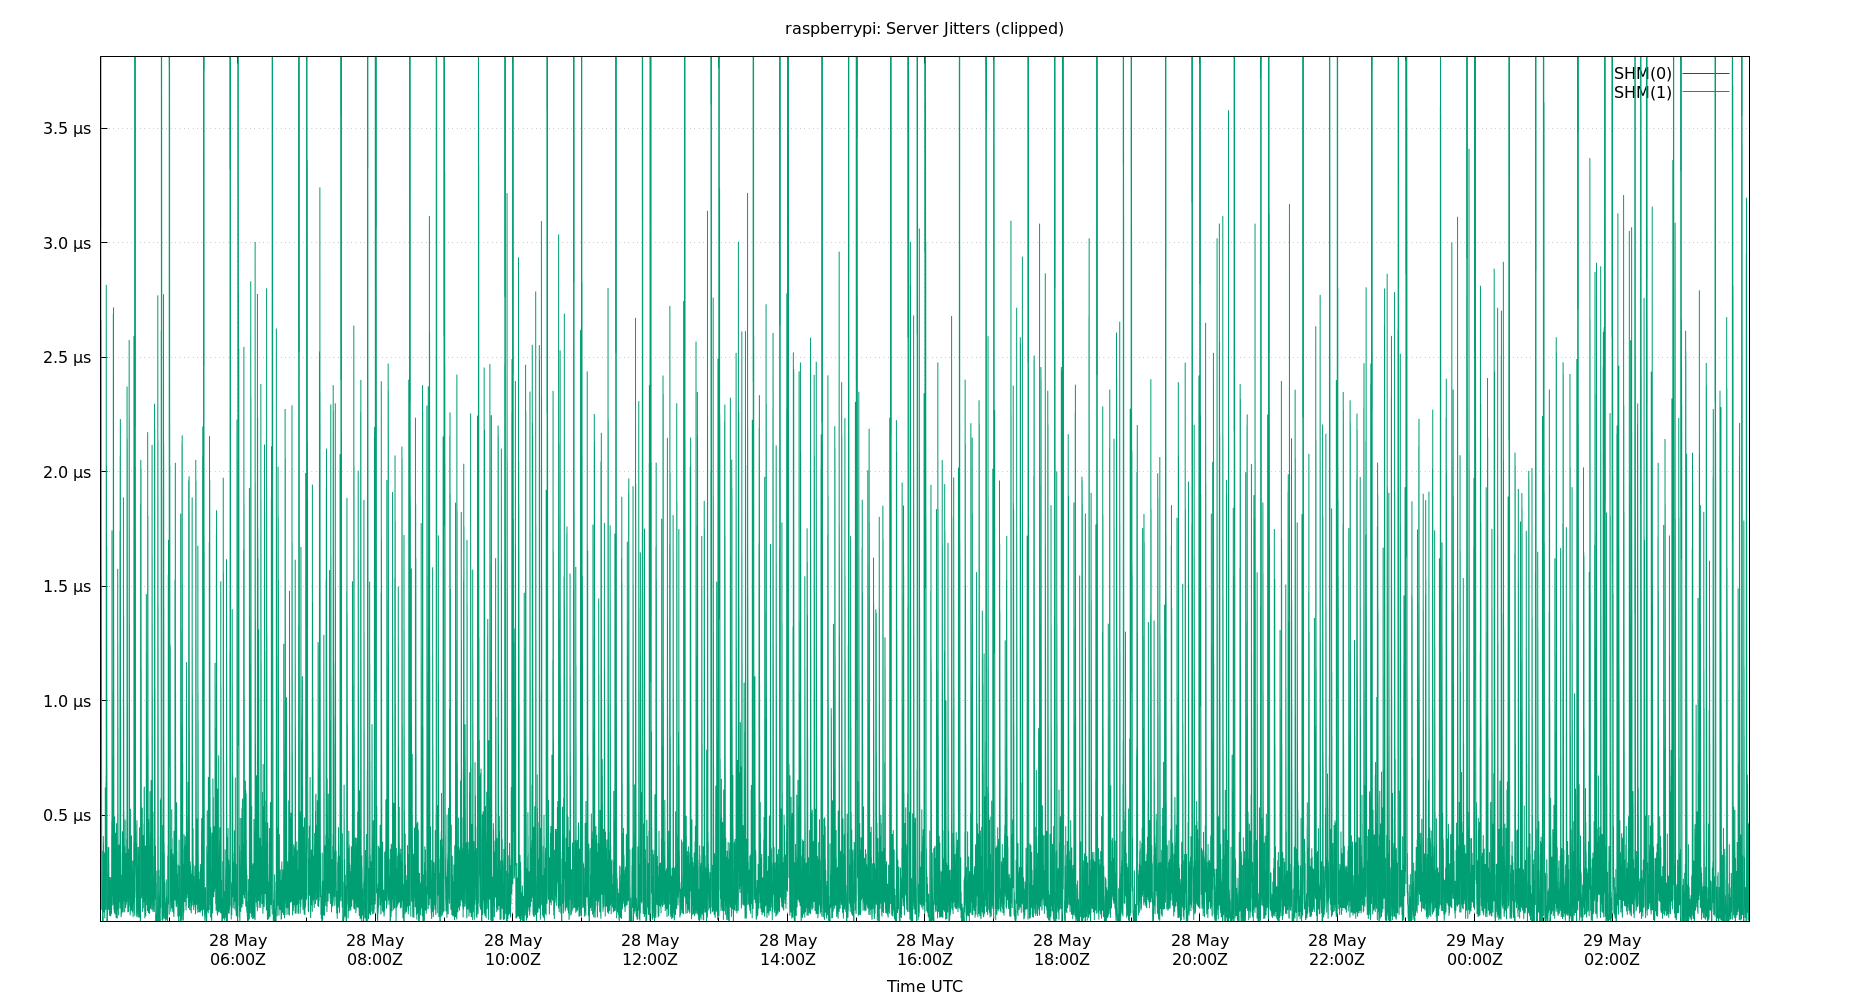 raspberrypi: Server Jitters (clipped)
SHM(0)
SHM(1)
3.5 µs
3.0 µs
2.5 µs
2.0 µs
1.5 µs
1.0 µs
0.5 µs
28 May 28 May 28 May 28 May 28 May 28 May 28 May 28 May 28 May 29 May 29 May
06:00Z 08:00Z 10:00Z 12:00Z 14:00Z 16:00Z 18:00Z 20:00Z 22:00Z 00:00Z 02:00Z
Time UTC